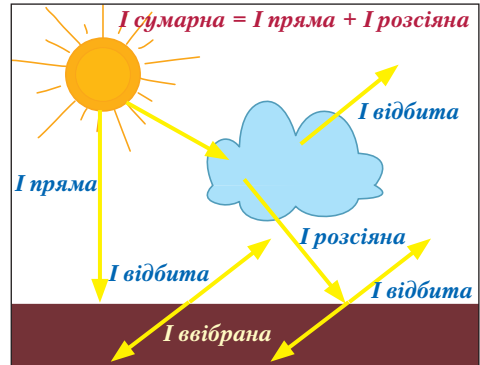 I сумарна = I пряма + I розсіяна
I відбита
I пряма
I розсіяна
I відбита
I відбита
I ввібрана